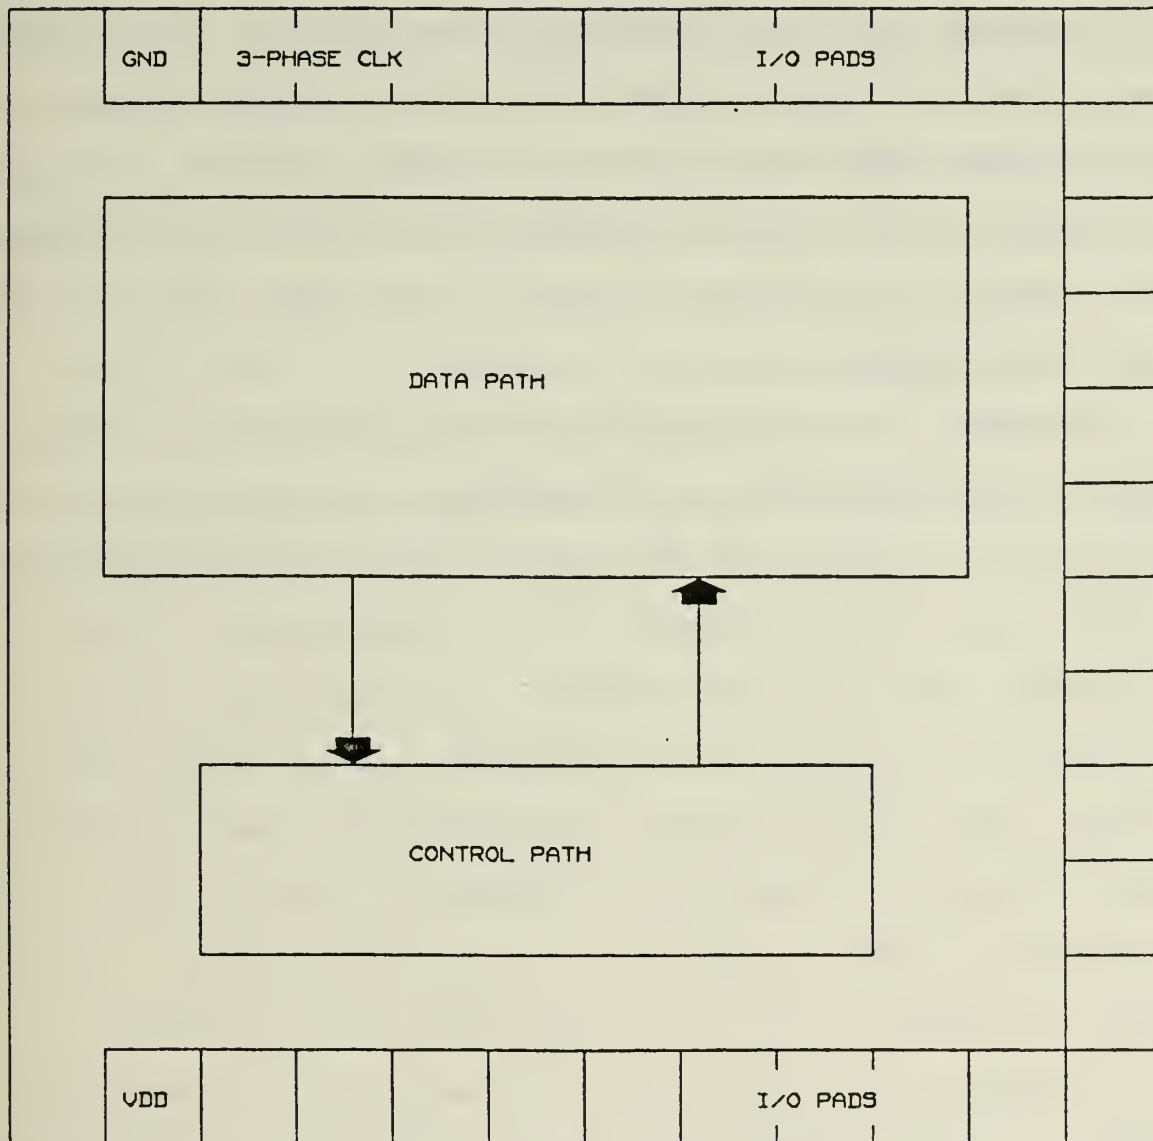 GND 3-PHASE CLK I/O PADS
DATA PATH
CONTROL PATH
VDD I/O PADS